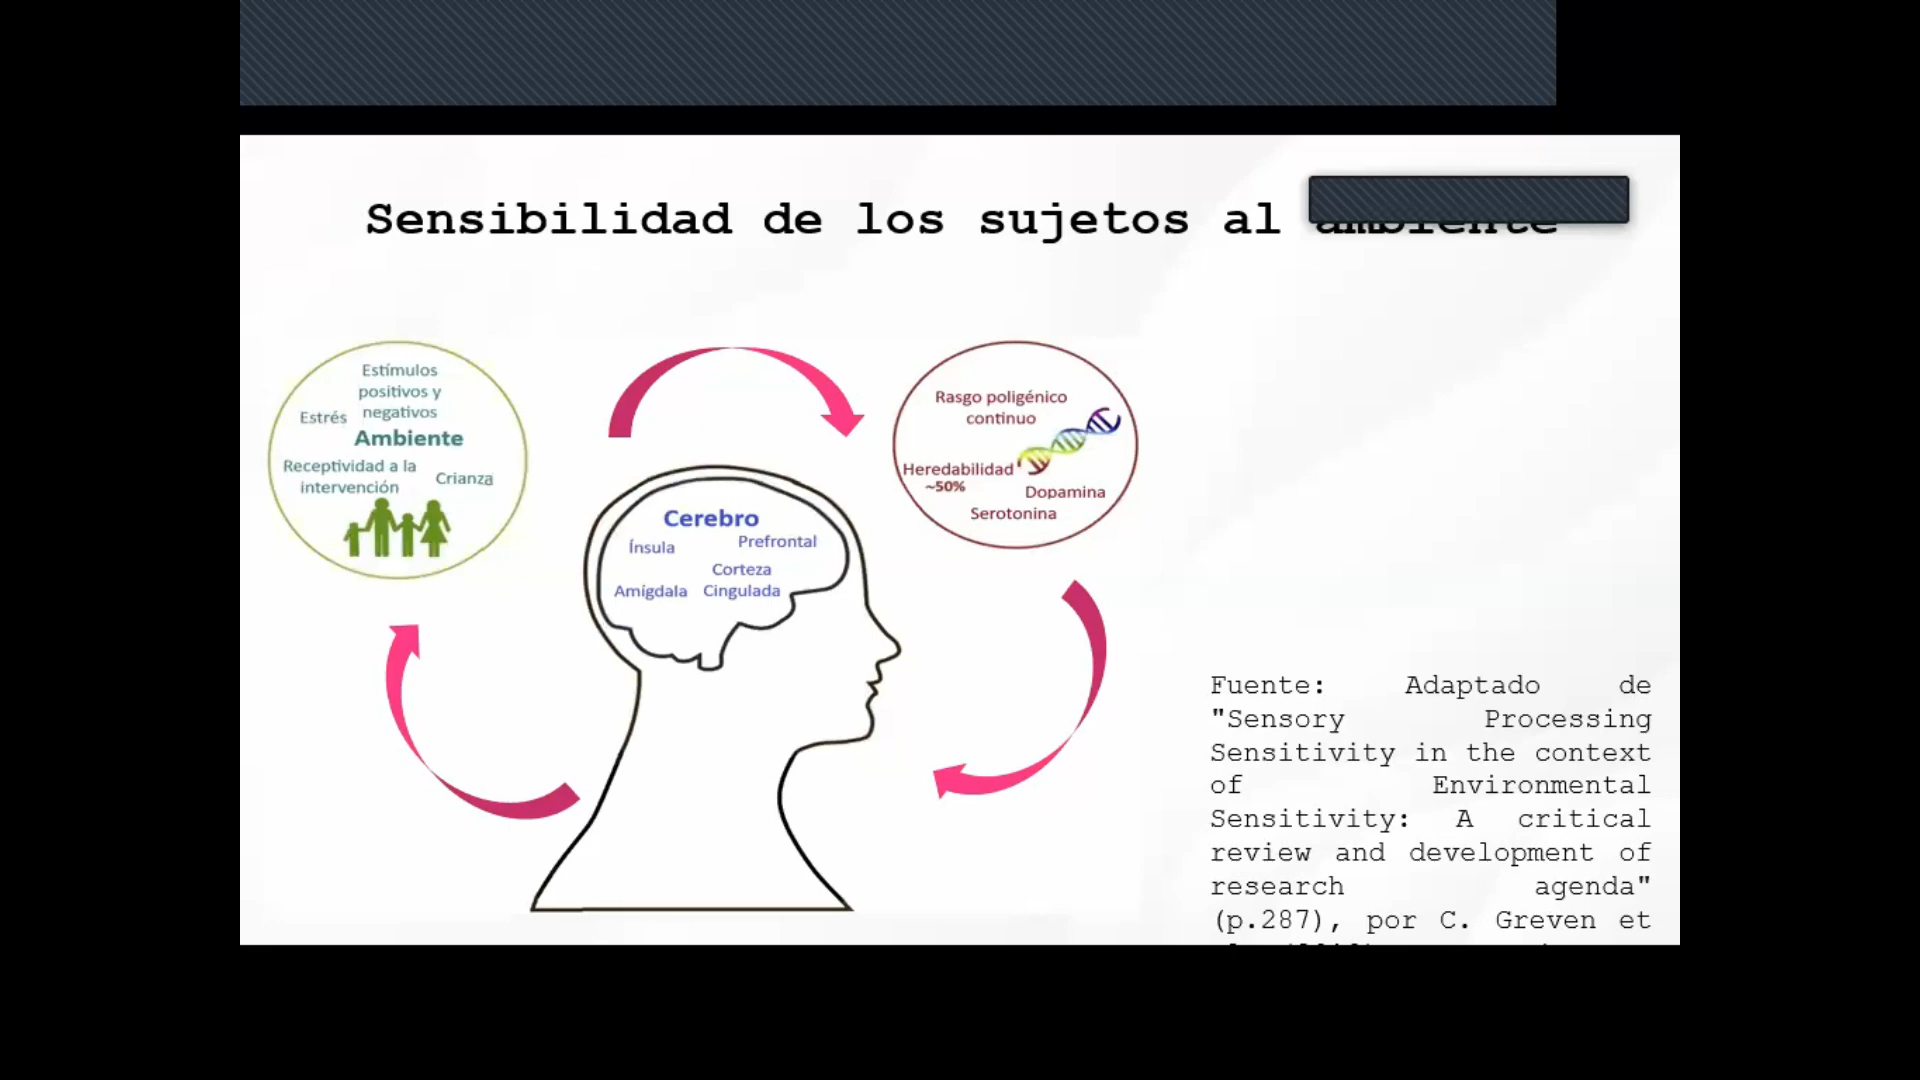 Sensibilidad de los sujetos al ambiente
Estímulos
positivos y
negativos
Estrés
Ambiente
Receptividad a la
intervención
Crianza
Rasgo poligénico
continuo
Heredabilidad
~50%
Dopamina
Serotonina
Cerebro
Ínsula
Prefrontal
Corteza
Cingulada
Amígdala
Fuente: Adaptado de
"Sensory Processing
Sensitivity in the context
of Environmental
Sensitivity: A critical
review and development of
research agenda"
(p.287), por C. Greven et